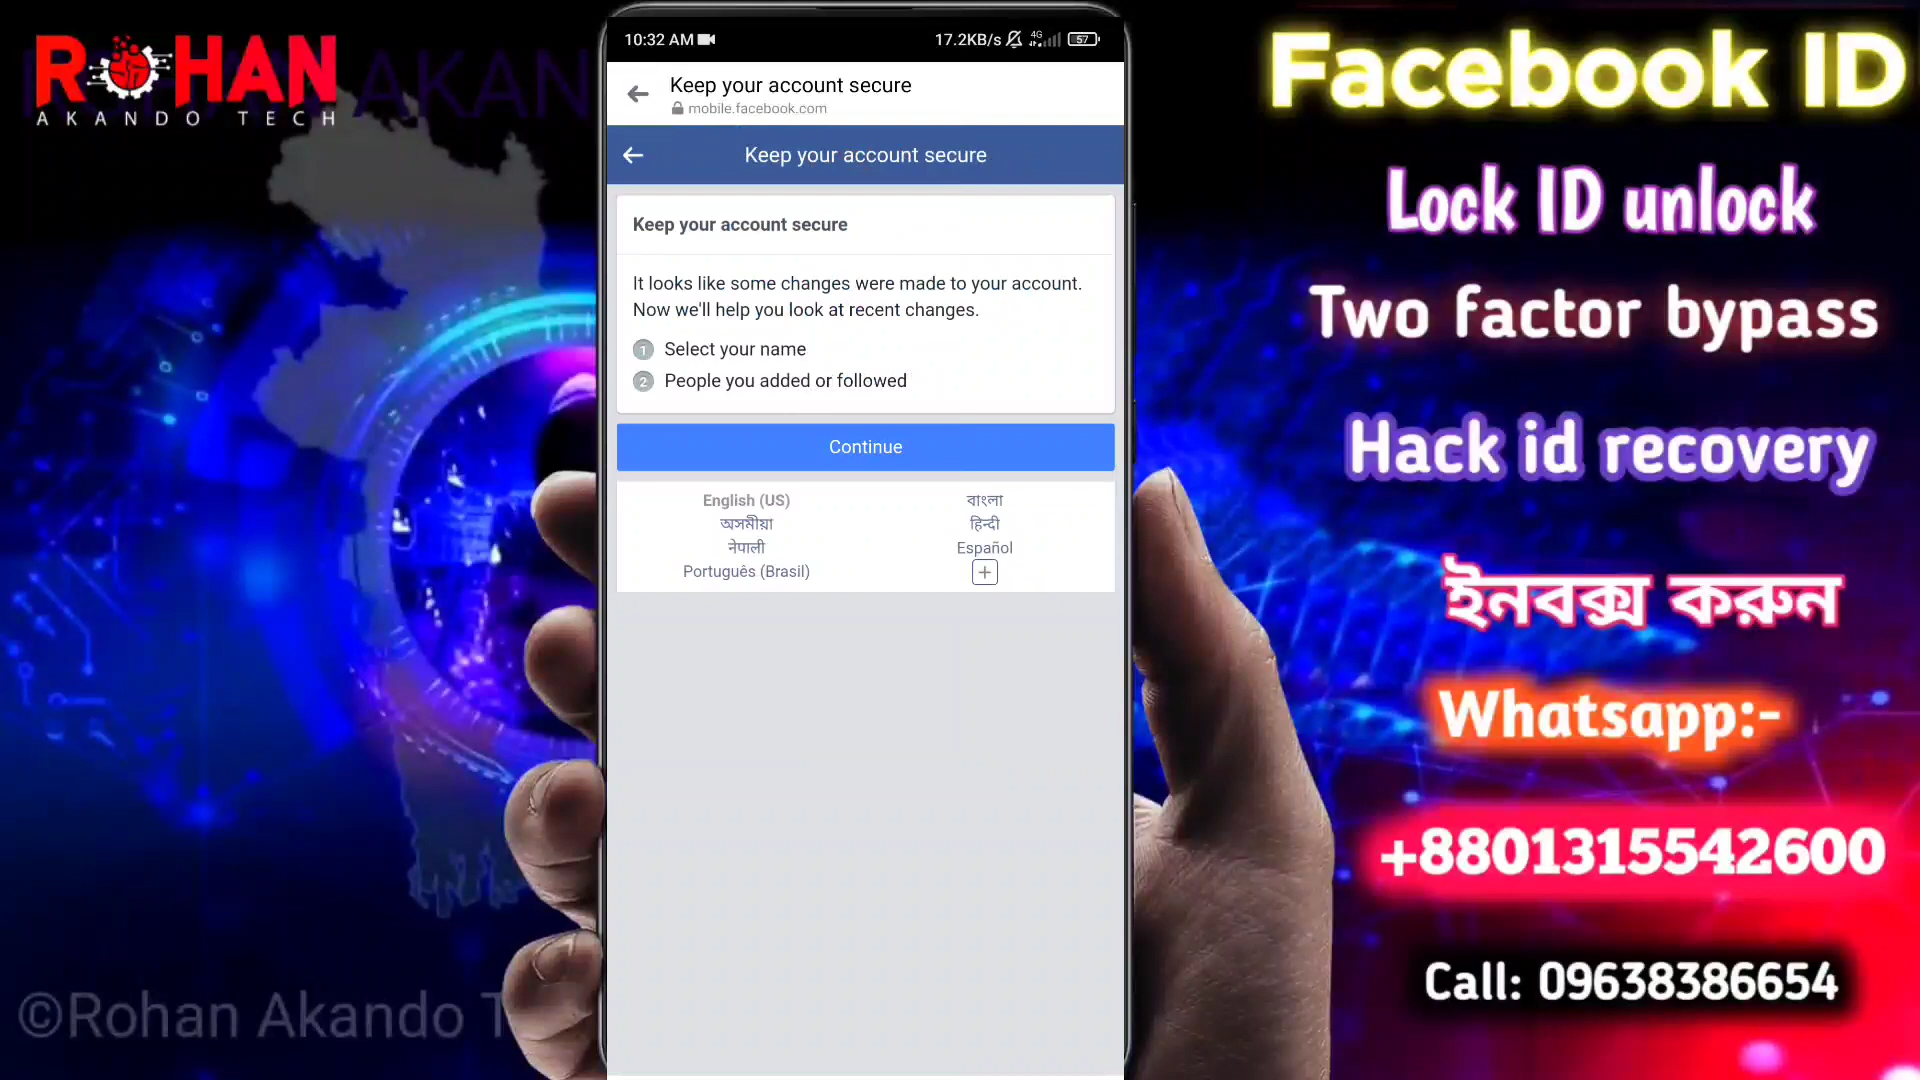 ROHAN
AKANDO TECH
AKAN
10:32 AM
17.2KB/s
4G
57
Keep your account secure
mobile.facebook.com
Keep your account secure
Keep your account secure
It looks like some changes were made to your account.
Now we'll help you look at recent changes.
1 Select your name
2 People you added or followed
Continue
English (US)
বাংলা
অসমীয়া
हिन्दी
नेपाली
Español
Português (Brasil)
+
Facebook ID
Lock ID unlock
Two factor bypass
Hack id recovery
ইনবক্স করুন
Whatsapp:-
+8801315542600
Call: 09638386654
©Rohan Akando T